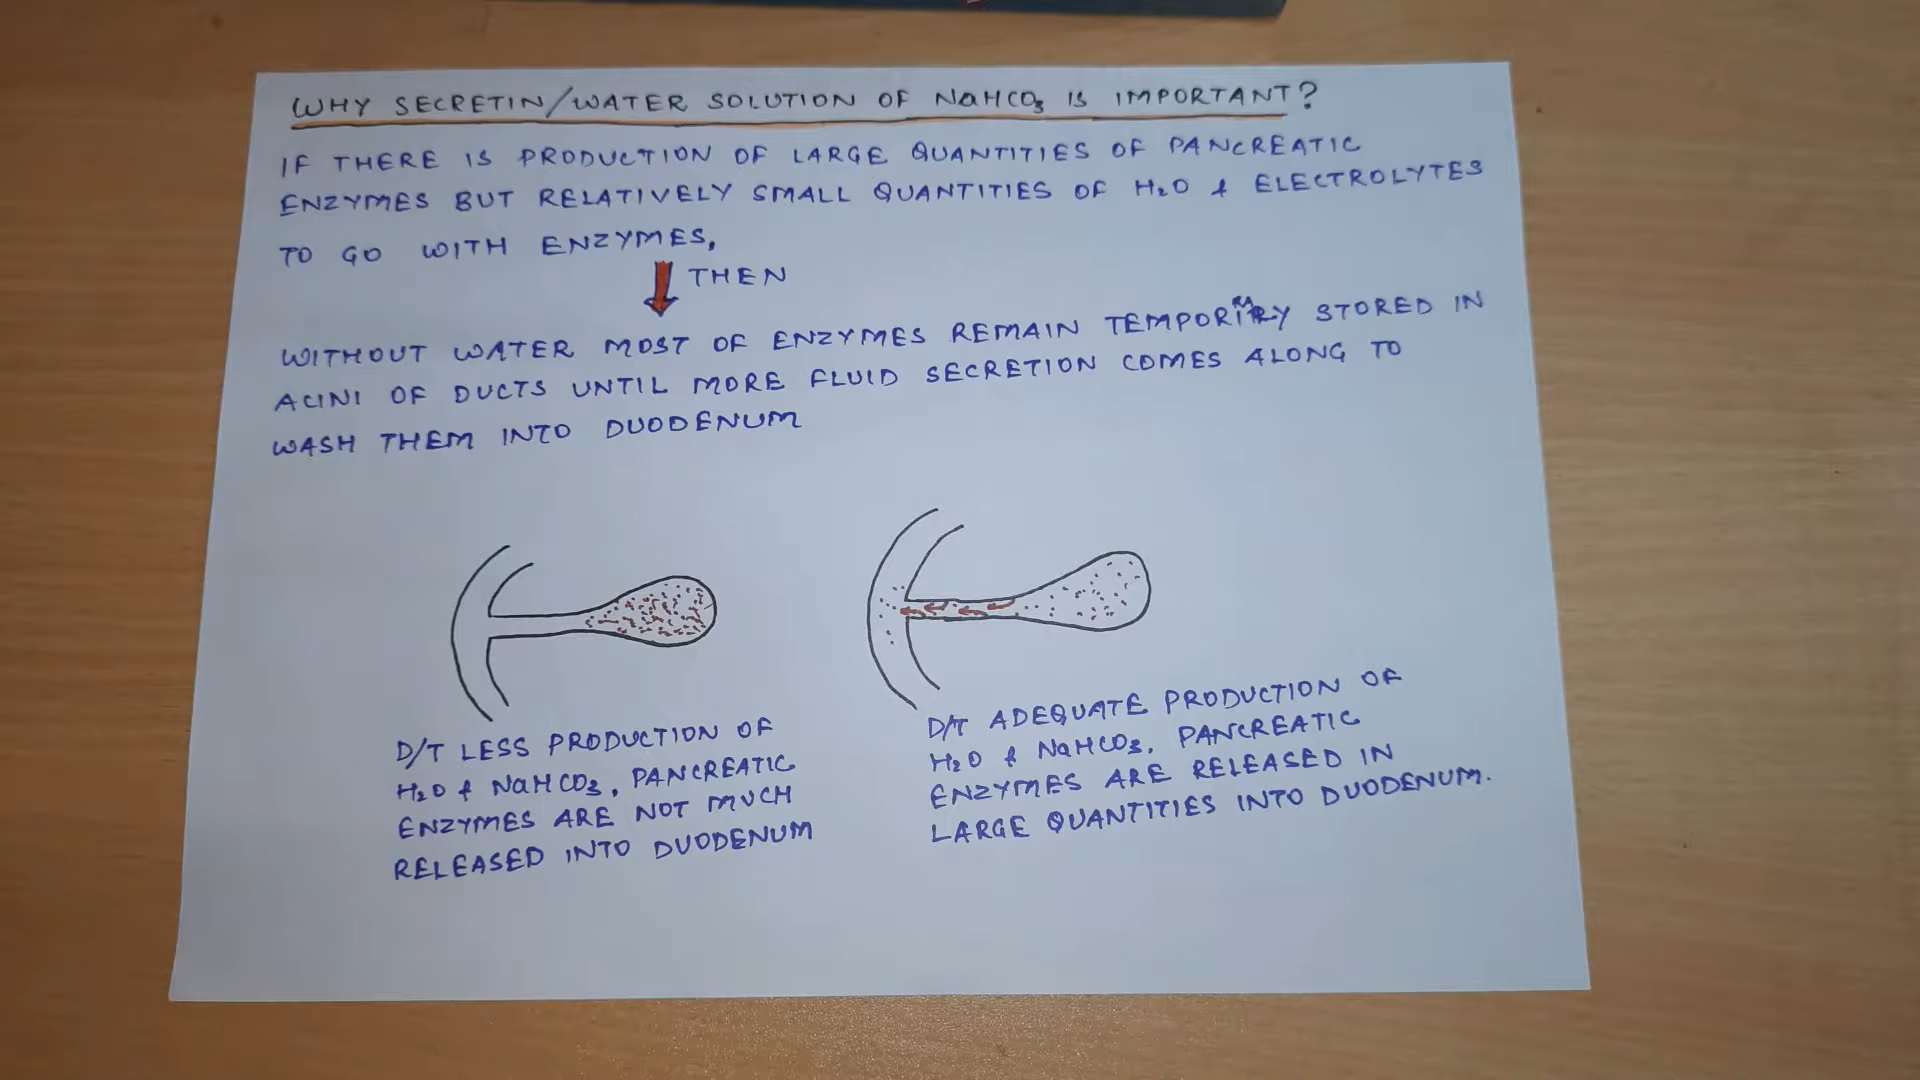 WHY SECRETIN/WATER SOLUTION OF NaHCO₃ IS IMPORTANT?
IF THERE IS PRODUCTION OF LARGE QUANTITIES OF PANCREATIC
ENZYMES BUT RELATIVELY SMALL QUANTITIES OF H₂O & ELECTROLYTES
TO GO WITH ENZYMES,
THEN
WITHOUT WATER MOST OF ENZYMES REMAIN TEMPORARY STORED IN
ACINI OF DUCTS UNTIL MORE FLUID SECRETION COMES ALONG TO
WASH THEM INTO DUODENUM
D/T LESS PRODUCTION OF
H₂O & NaHCO₃, PANCREATIC
ENZYMES ARE NOT MUCH
RELEASED INTO DUODENUM
D/T ADEQUATE PRODUCTION OF
H₂O & NaHCO₃, PANCREATIC
ENZYMES ARE RELEASED IN
LARGE QUANTITIES INTO DUODENUM.